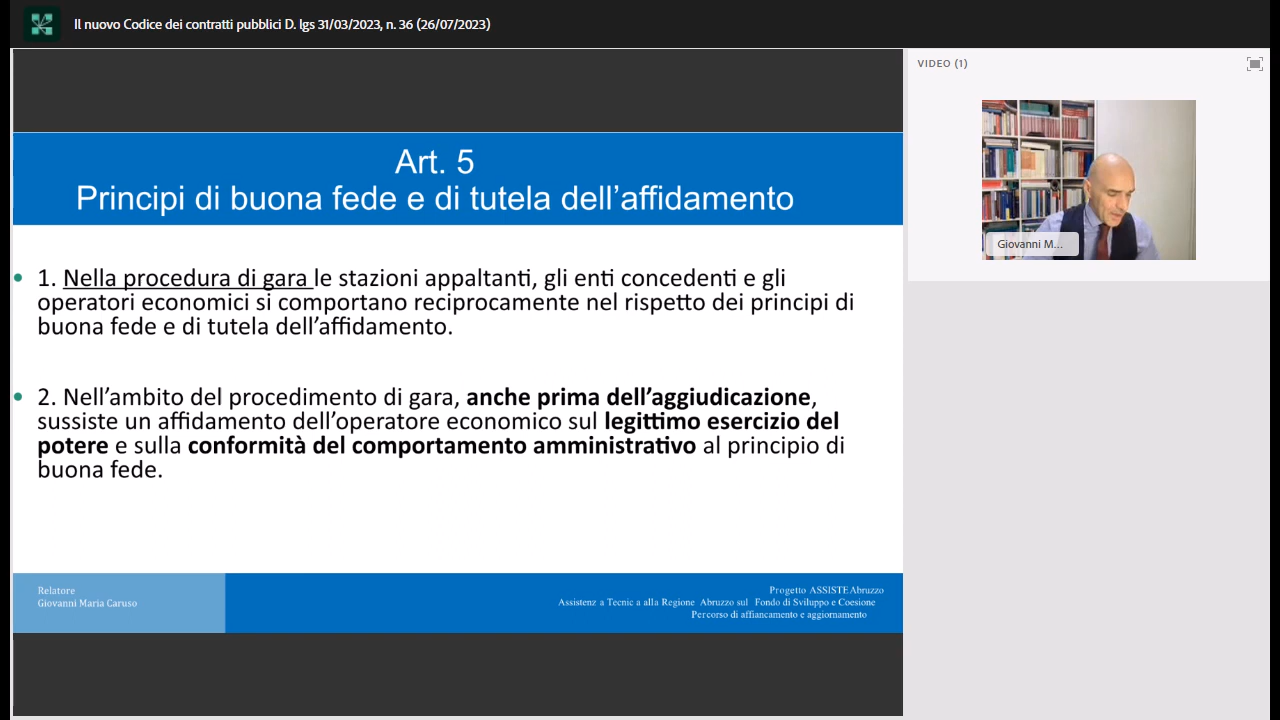 Il nuovo Codice dei contratti pubblici D. lgs 31/03/2023, n. 36 (26/07/2023)
VIDEO (1)
Art. 5
Principi di buona fede e di tutela dell’affidamento
Giovanni M...
• 1. Nella procedura di gara le stazioni appaltanti, gli enti concedenti e gli
operatori economici si comportano reciprocamente nel rispetto dei principi di
buona fede e di tutela dell’affidamento.
• 2. Nell’ambito del procedimento di gara, anche prima dell’aggiudicazione,
sussiste un affidamento dell’operatore economico sul legittimo esercizio del
potere e sulla conformità del comportamento amministrativo al principio di
buona fede.
Relatore
Giovanni Maria Caruso
Progetto ASSISTEAbruzzo
Assistenz a Tecnic a alla Regione Abruzzo sul Fondo di Sviluppo e Coesione
Percorso di affiancamento e aggiornamento